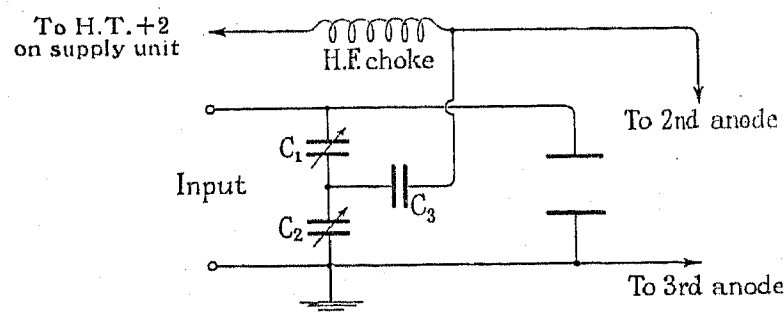 To H.T.+2
on supply unit
H.F. choke
To 2nd anode
C₁
Input
C₃
C₂
To 3rd anode